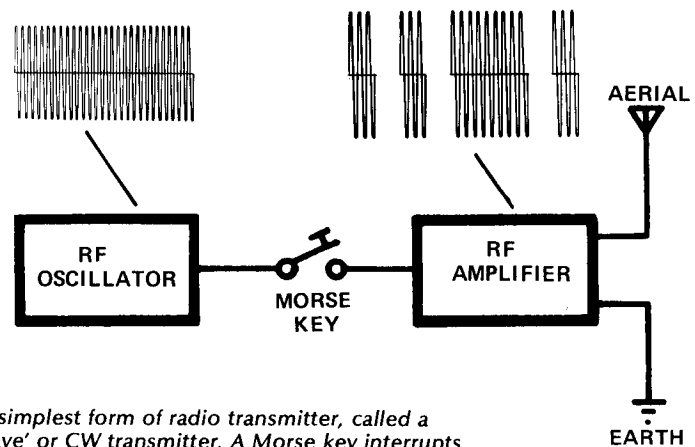 AERIAL
RF
OSCILLATOR
MORSE
KEY
RF
AMPLIFIER
EARTH
simplest form of radio transmitter, called a
or CW transmitter. A Morse key interrupts